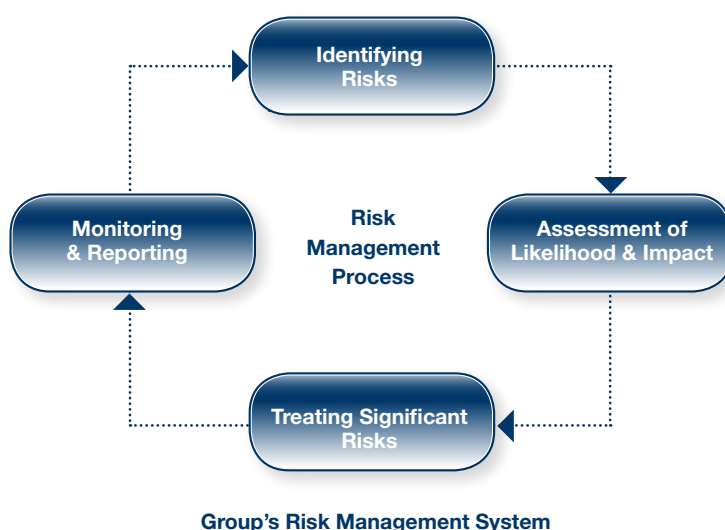 Identifying
Risks
Monitoring
& Reporting
Risk
Management
Process
Assessment of
Likelihood & Impact
Treating Significant
Risks
Group's Risk Management System